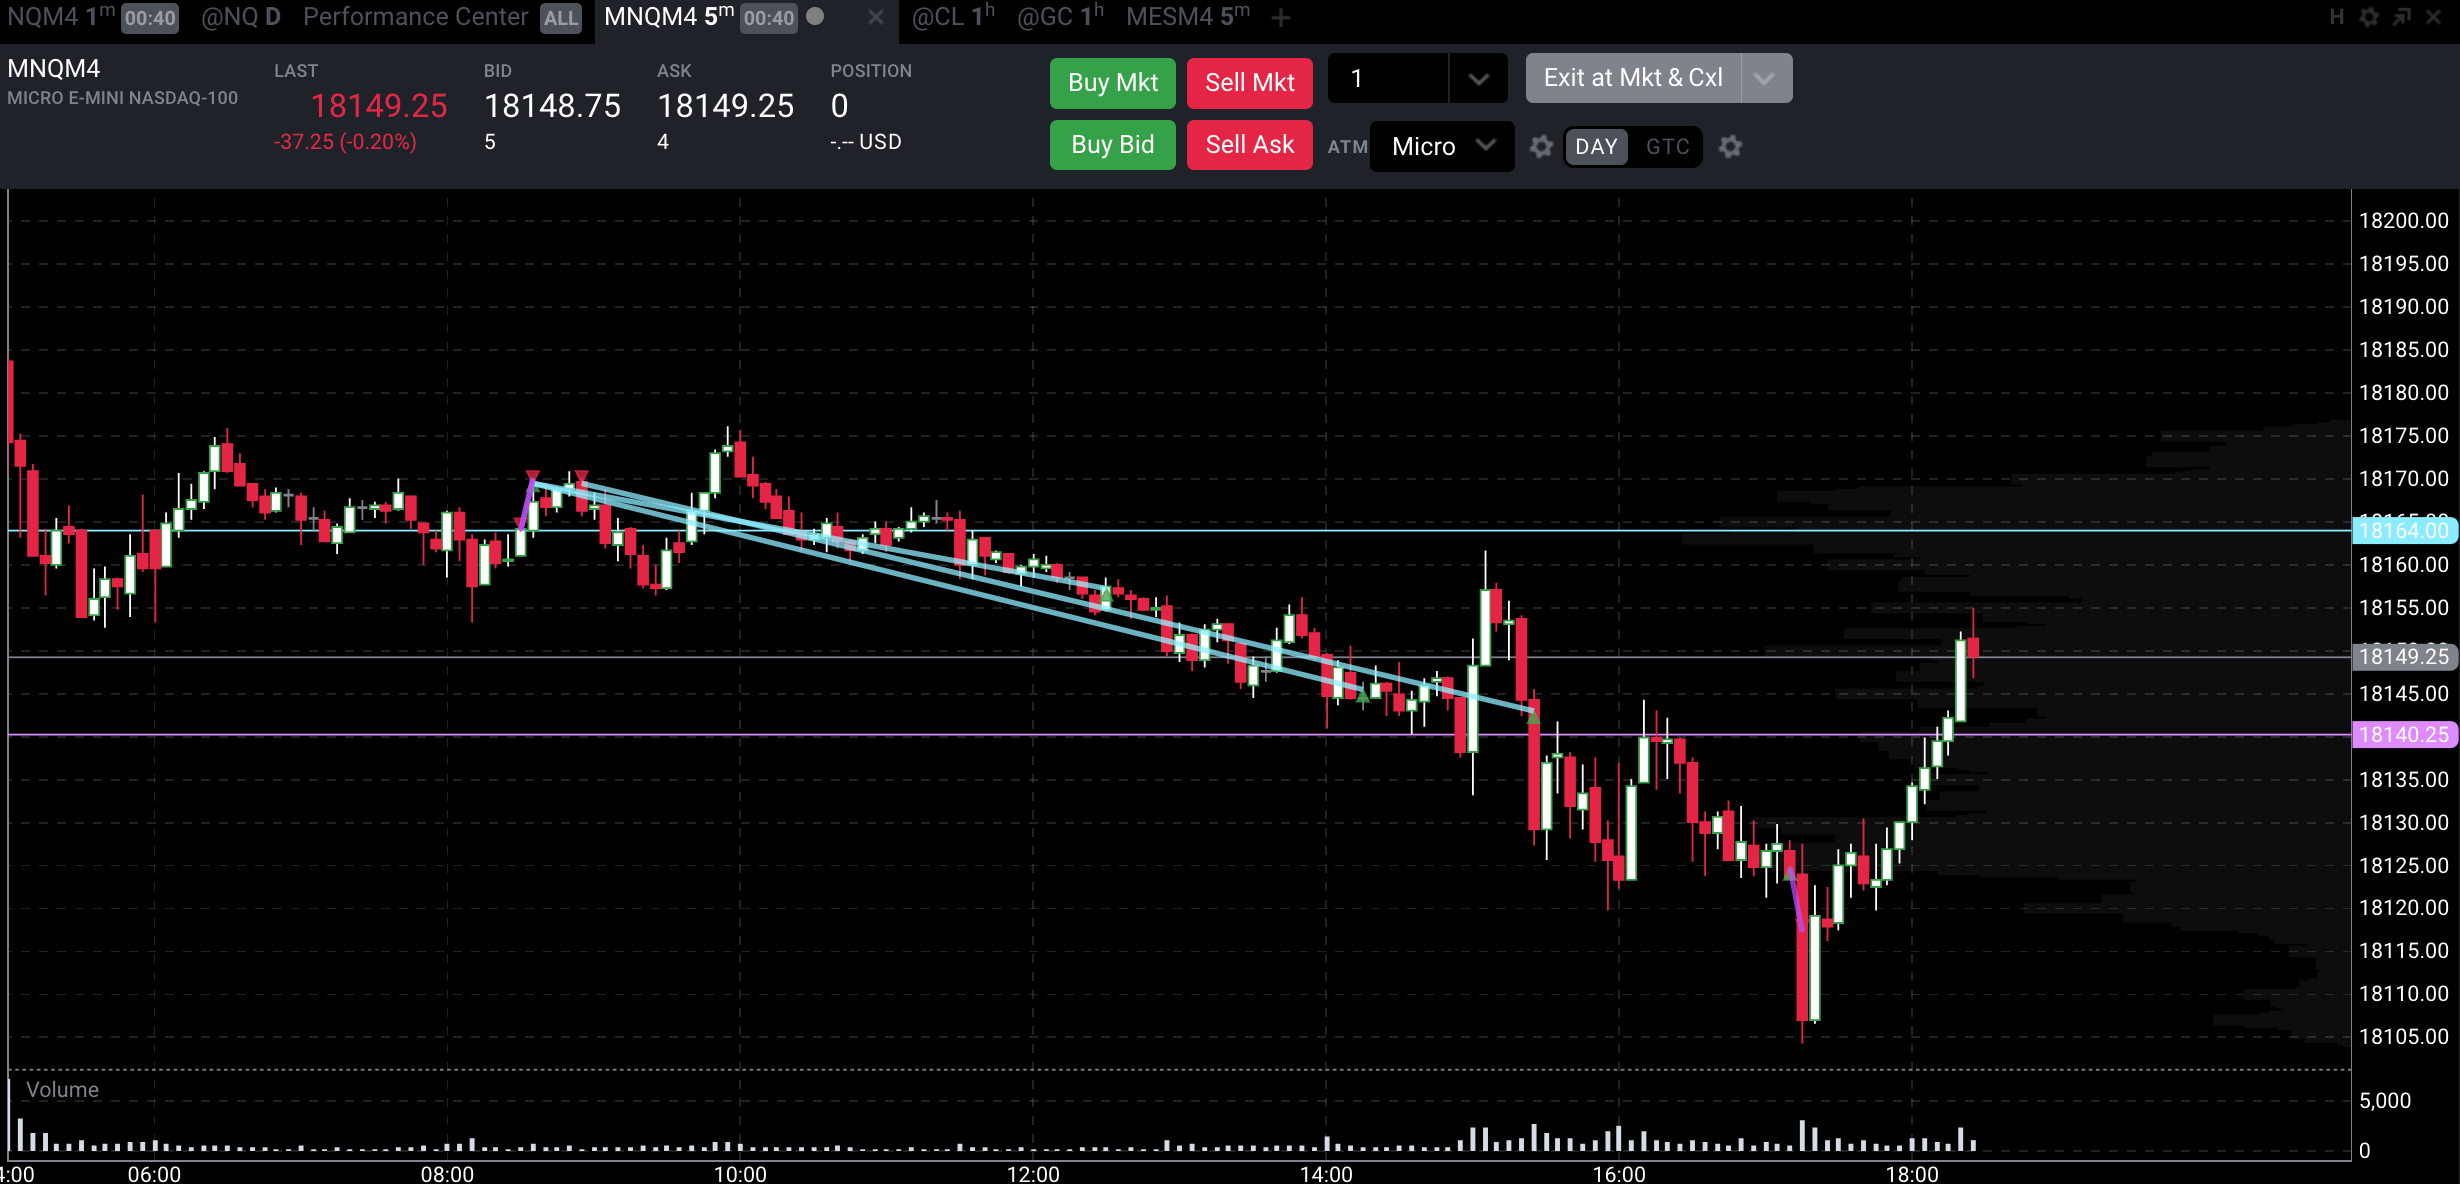 NQM4 1m 00:40 @NQ D Performance Center ALL MNQM4 5m 00:40 @CL 1h @GC 1h MESM4 5m +
H
MNQM4
MICRO E-MINI NASDAQ-100
LAST
18149.25
-37.25 (-0.20%)
BID
18148.75
5
ASK
18149.25
4
POSITION
0
-.-- USD
Buy Mkt Sell Mkt 1 Exit at Mkt & Cxl
Buy Bid Sell Ask ATM Micro DAY GTC
18200.00
18195.00
18190.00
18185.00
18180.00
18175.00
18170.00
18164.00
18160.00
18155.00
18149.25
18145.00
18140.25
18135.00
18130.00
18125.00
18120.00
18115.00
18110.00
18105.00
Volume
5,000
0
4:00 06:00 08:00 10:00 12:00 14:00 16:00 18:00